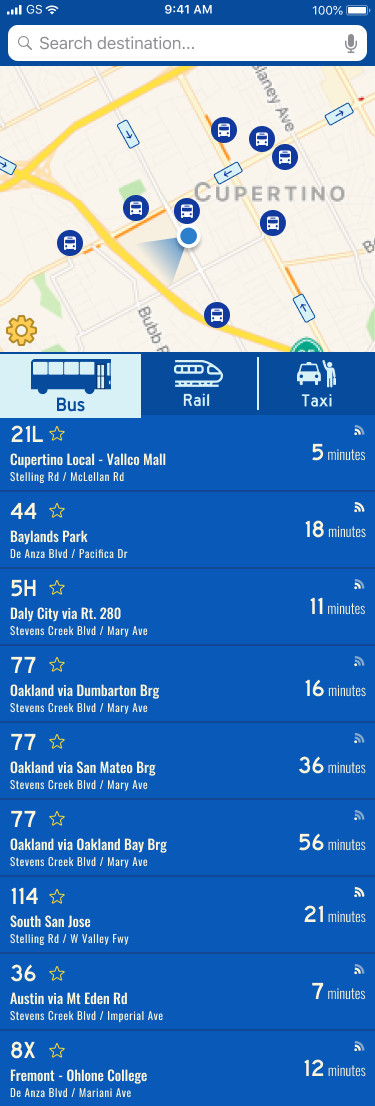 GS
9:41 AM
100%
Search destination...
CUPERTINO
Bubb
Bus
Rail
Taxi
21L
Cupertino Local - Vallco Mall
5 minutes
Stelling Rd / McLellan Rd
44
Baylands Park
18 minutes
De Anza Blvd / Pacifica Dr
5H
Daly City via Rt. 280
11 minutes
Stevens Creek Blvd / Mary Ave
77
Oakland via Dumbarton Brg
16 minutes
Stevens Creek Blvd / Mary Ave
77
Oakland via San Mateo Brg
36 minutes
Stevens Creek Blvd / Mary Ave
77
Oakland via Oakland Bay Brg
56 minutes
Stevens Creek Blvd / Mary Ave
114
South San Jose
21 minutes
Stelling Rd / W Valley Fwy
36
Austin via Mt Eden Rd
7 minutes
Stevens Creek Blvd / Imperial Ave
8X
Fremont - Ohlone College
12 minutes
De Anza Blvd / Mariani Ave